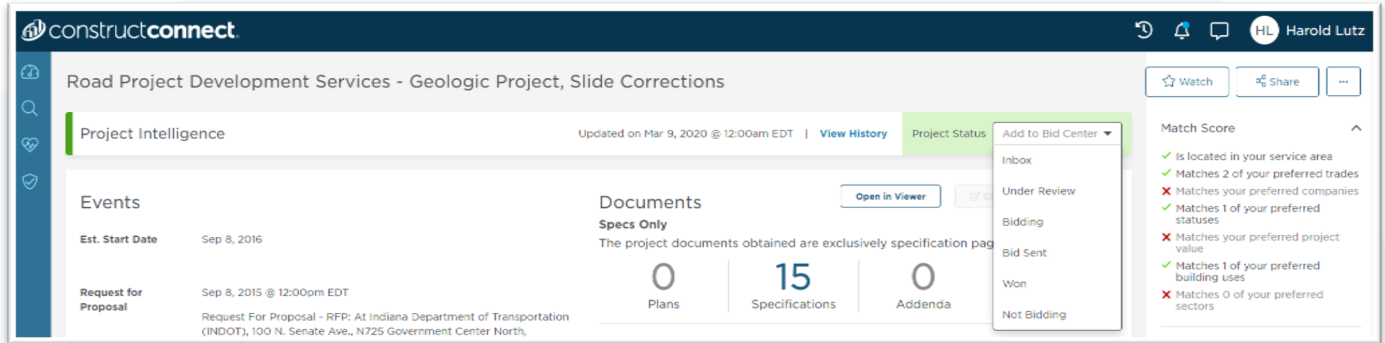 constructconnect.
HL Harold Lutz
Road Project Development Services - Geologic Project, Slide Corrections
Watch
Share
...
Project Intelligence
Updated on Mar 9, 2020 @ 12:00am EDT | View History
Project Status
Add to Bid Center
Inbox
Under Review
Bidding
Bid Sent
Won
Not Bidding
Events
Est. Start Date
Sep 8, 2016
Request for
Proposal
Sep 8, 2015 @ 12:00pm EDT
Request For Proposal - RFP: At Indiana Department of Transportation
(INDOT), 100 N. Senate Ave., N725 Government Center North,
Documents
Open in Viewer
Specs Only
The project documents obtained are exclusively specification pag
0
Plans
15
Specifications
0
Addenda
Match Score
Is located in your service area
Matches 2 of your preferred trades
Matches your preferred companies
Matches 1 of your preferred
statuses
Matches your preferred project
value
Matches 1 of your preferred
building uses
Matches 0 of your preferred
sectors